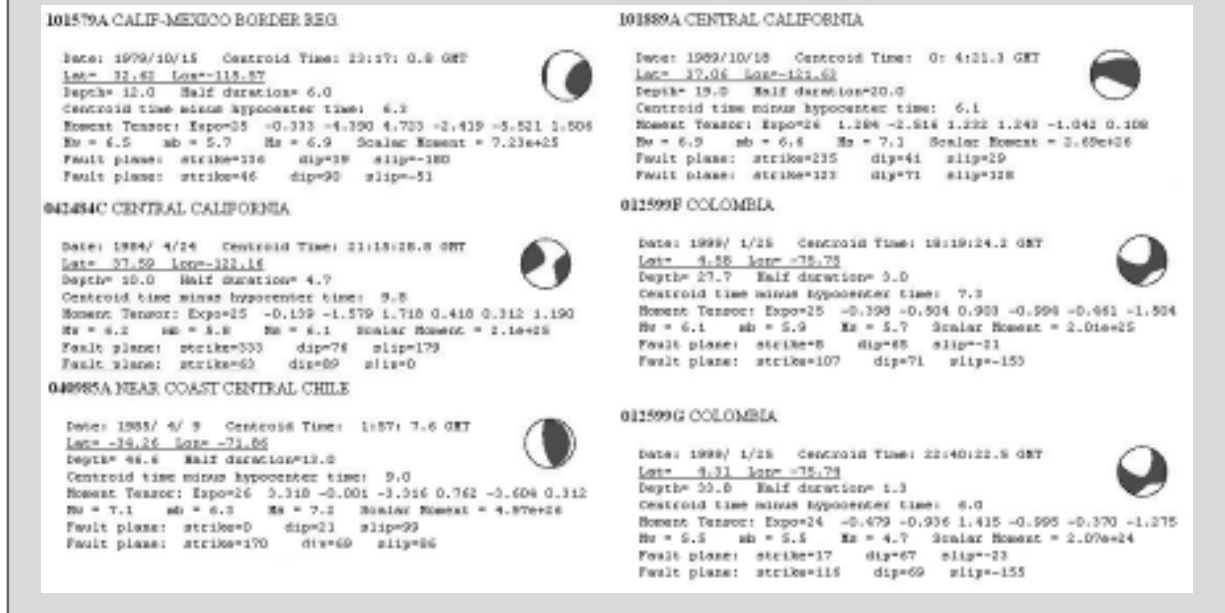 101579A CALIF-MEXICO BORDER REG.
Date: 1979/10/15 Centroid Time: 23:17: 0.8 GMT
Lat= 32.62 Lon=-115.57
Depth= 12.0 Half duration= 6.0
Centroid time minus hypocenter time: 6.3
Moment Tensor: Expo=25 -0.333 -4.390 4.723 -2.419 -5.521 1.506
Mw = 6.5 mb = 5.7 Ms = 6.9 Scalar Moment = 7.23e+25
Fault plane: strike=136 dip=39 slip=-180
Fault plane: strike=46 dip=90 slip=-51
042484C CENTRAL CALIFORNIA
Date: 1984/ 4/24 Centroid Time: 21:15:28.8 GMT
Lat= 37.59 Lon=-122.16
Depth= 10.0 Half duration= 4.7
Centroid time minus hypocenter time: 9.8
Moment Tensor: Expo=25 -0.139 -1.579 1.718 0.418 0.312 1.190
Mw = 6.2 mb = 5.8 Ms = 6.1 Scalar Moment = 2.1e+25
Fault plane: strike=333 dip=76 slip=179
Fault plane: strike=63 dip=89 slip=0
040985A NEAR COAST CENTRAL CHILE
Date: 1985/ 4/ 9 Centroid Time: 1:57: 7.6 GMT
Lat= -34.26 Lon= -71.86
Depth= 46.6 Half duration=13.0
Centroid time minus hypocenter time: 9.0
Moment Tensor: Expo=26 3.318 -0.001 -3.316 0.762 -3.604 0.312
Mw = 7.1 mb = 6.3 Ms = 7.2 Scalar Moment = 4.97e+26
Fault plane: strike=0 dip=21 slip=99
Fault plane: strike=170 dip=69 slip=86
101889A CENTRAL CALIFORNIA
Date: 1989/10/18 Centroid Time: 0: 4:21.3 GMT
Lat= 37.06 Lon=-121.63
Depth= 19.0 Half duration=20.0
Centroid time minus hypocenter time: 6.1
Moment Tensor: Expo=26 1.284 -2.516 1.232 1.243 -1.042 0.108
Mw = 6.9 mb = 6.6 Ms = 7.1 Scalar Moment = 2.69e+26
Fault plane: strike=235 dip=41 slip=29
Fault plane: strike=123 dip=71 slip=128
012599F COLOMBIA
Date: 1999/ 1/25 Centroid Time: 18:19:24.2 GMT
Lat= 4.58 Lon= -75.75
Depth= 27.7 Half duration= 3.0
Centroid time minus hypocenter time: 7.3
Moment Tensor: Expo=25 -0.398 -0.504 0.903 -0.994 -0.461 -1.504
Mw = 6.1 mb = 5.9 Ms = 5.7 Scalar Moment = 2.01e+25
Fault plane: strike=8 dip=65 slip=-21
Fault plane: strike=107 dip=71 slip=-153
012599G COLOMBIA
Date: 1999/ 1/25 Centroid Time: 22:40:22.5 GMT
Lat= 4.31 Lon= -75.74
Depth= 33.8 Half duration= 1.3
Centroid time minus hypocenter time: 6.0
Moment Tensor: Expo=24 -0.479 -0.936 1.415 -0.995 -0.370 -1.275
Mw = 5.5 mb = 5.5 Ms = 4.7 Scalar Moment = 2.07e+24
Fault plane: strike=17 dip=67 slip=-23
Fault plane: strike=116 dip=69 slip=-155